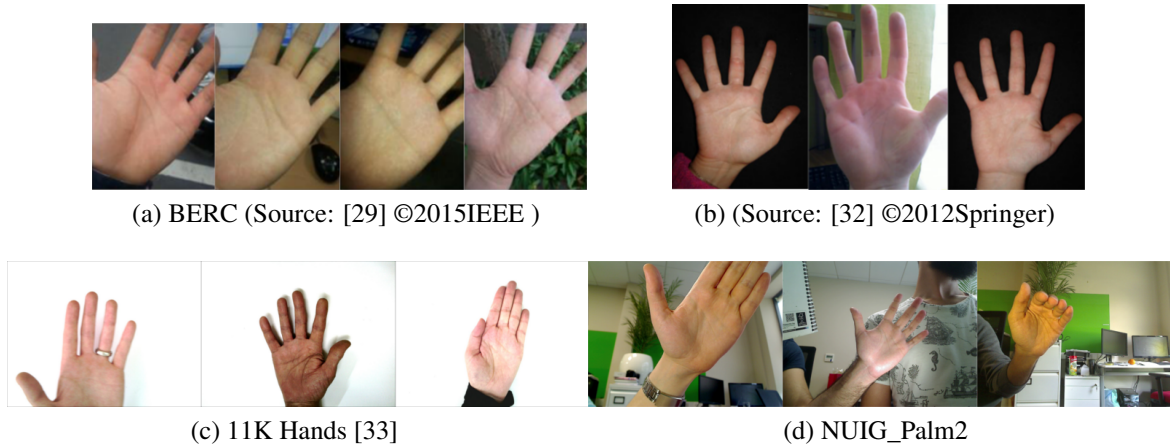 (a) BERC (Source: [29] ©2015IEEE )
(b) (Source: [32] ©2012Springer)
(c) 11K Hands [33]
(d) NUIG_Palm2